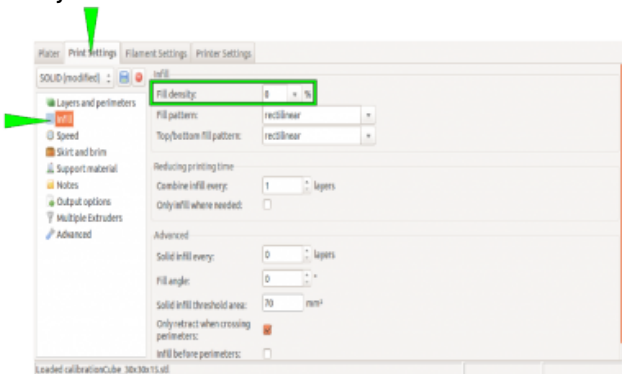 Plater Print Settings Filament Settings Printer Settings
SOLID (modified)
Layers and perimeters
Infill
Speed
Skirt and brim
Support material
Notes
Output options
Multiple Extruders
Advanced
Infill
Fill density: 0 %
Fill pattern: rectilinear
Top/bottom fill pattern: rectilinear
Reducing printing time
Combine infill every: 1 layers
Only infill where needed:
Advanced
Solid infill every: 0 layers
Fill angle: 0 °
Solid infill threshold area: 70 mm²
Only retract when crossing
perimeters:
Infill before perimeters:
Loaded calibrationCube_30x30x15.stl